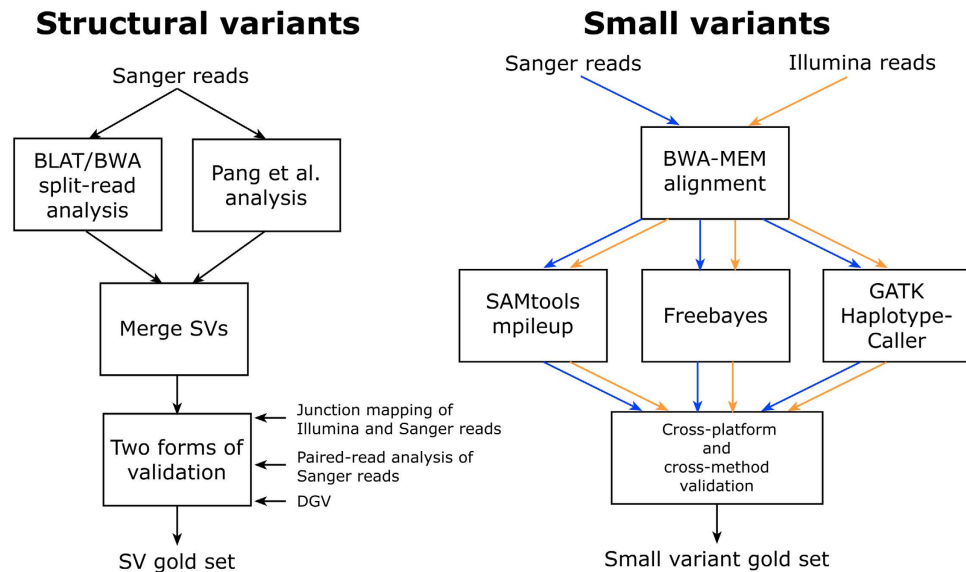 Structural variants
Sanger reads
BLAT/BWA
split-read
analysis
Pang et al.
analysis
Merge SVs
Two forms of
validation
Junction mapping of
Illumina and Sanger reads
Paired-read analysis of
Sanger reads
DGV
SV gold set
Small variants
Sanger reads
Illumina reads
BWA-MEM
alignment
SAMtools
mpileup
Freebayes
GATK
Haplotype-
Caller
Cross-platform
and
cross-method
validation
Small variant gold set